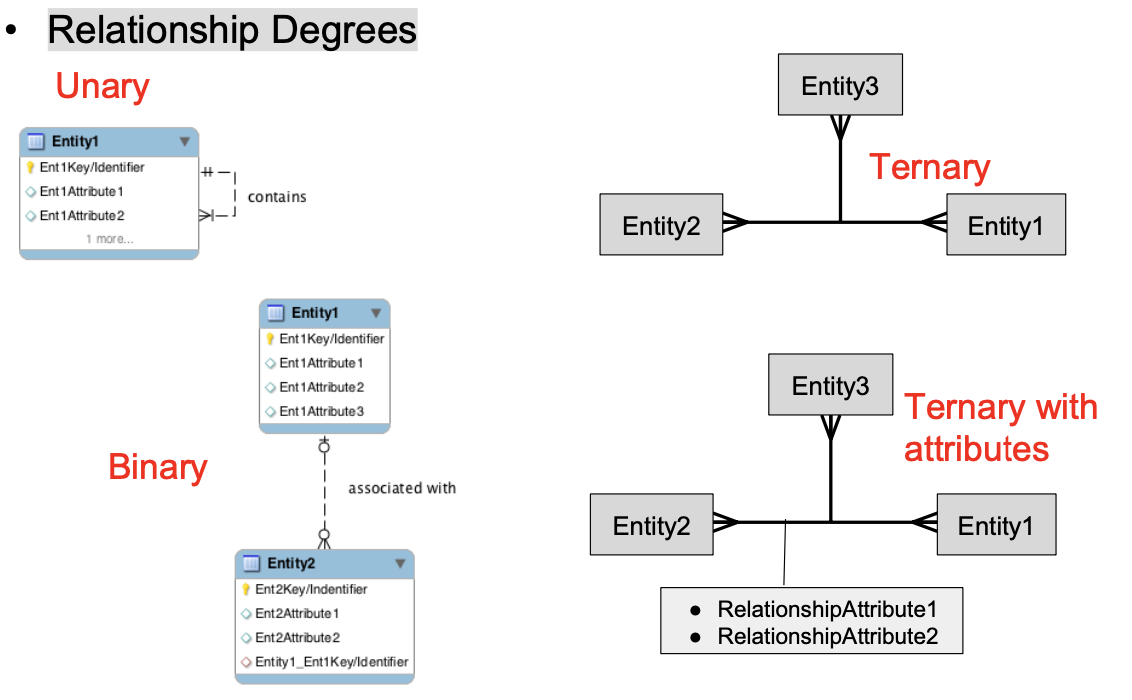 • Relationship Degrees
Unary
Entity1
Ent1Key/Identifier
Ent1Attribute1
Ent1Attribute2
1 more...
contains
Entity3
Ternary
Entity2
Entity1
Entity1
Ent1Key/Identifier
Ent1Attribute1
Ent1Attribute2
Ent1Attribute3
Binary
associated with
Entity2
Ent2Key/Indentifier
Ent2Attribute1
Ent2Attribute2
Entity1_Ent1Key/Identifier
Entity3
Ternary with
attributes
Entity2
Entity1
● RelationshipAttribute1
● RelationshipAttribute2